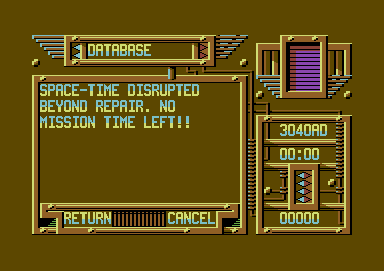 DATABASE
SPACE-TIME DISRUPTED
BEYOND REPAIR. NO
MISSION TIME LEFT!!
3040AD
00:00
RETURN CANCEL
00000